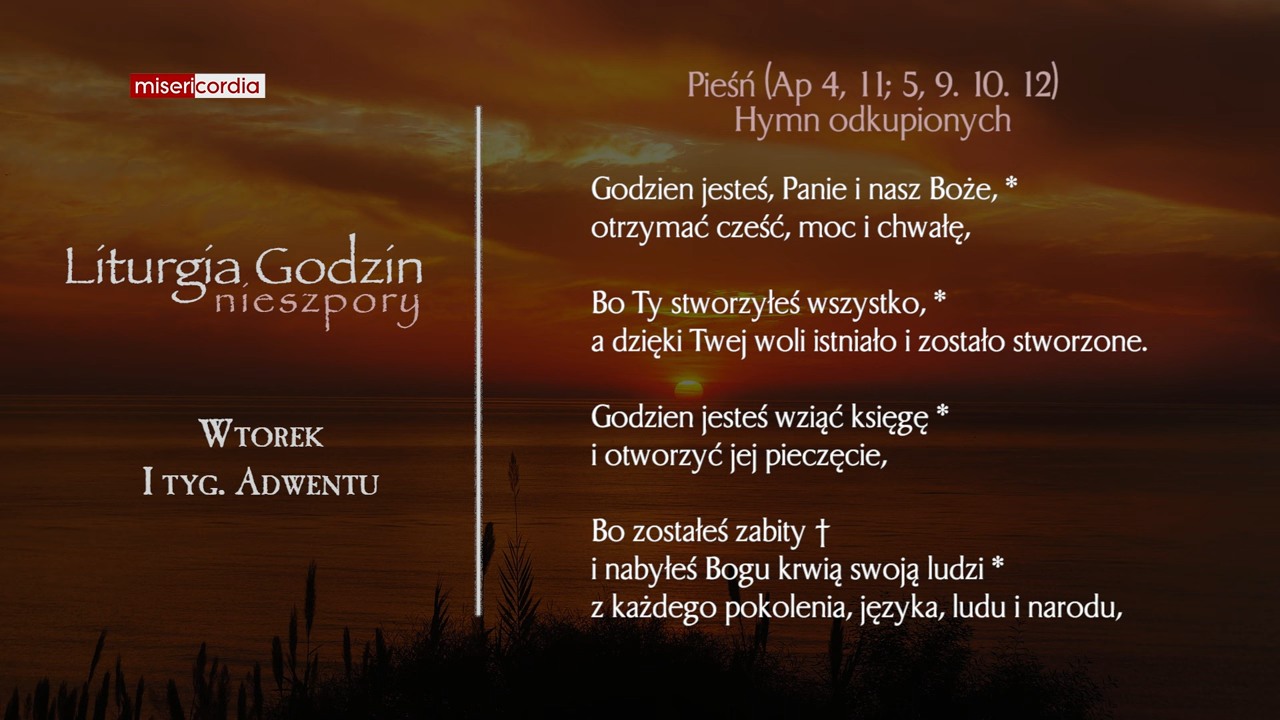 misericordia
Liturgia Godzin
nieszpory
Wtorek
I tyg. Adwentu
Pieśń (Ap 4, 11; 5, 9. 10. 12)
Hymn odkupionych
Godzien jesteś, Panie i nasz Boże, *
otrzymać cześć, moc i chwałę,
Bo Ty stworzyłeś wszystko, *
a dzięki Twej woli istniało i zostało stworzone.
Godzien jesteś wziąć księgę *
i otworzyć jej pieczęcie,
Bo zostałeś zabity †
i nabyłeś Bogu krwią swoją ludzi *
z każdego pokolenia, języka, ludu i narodu,